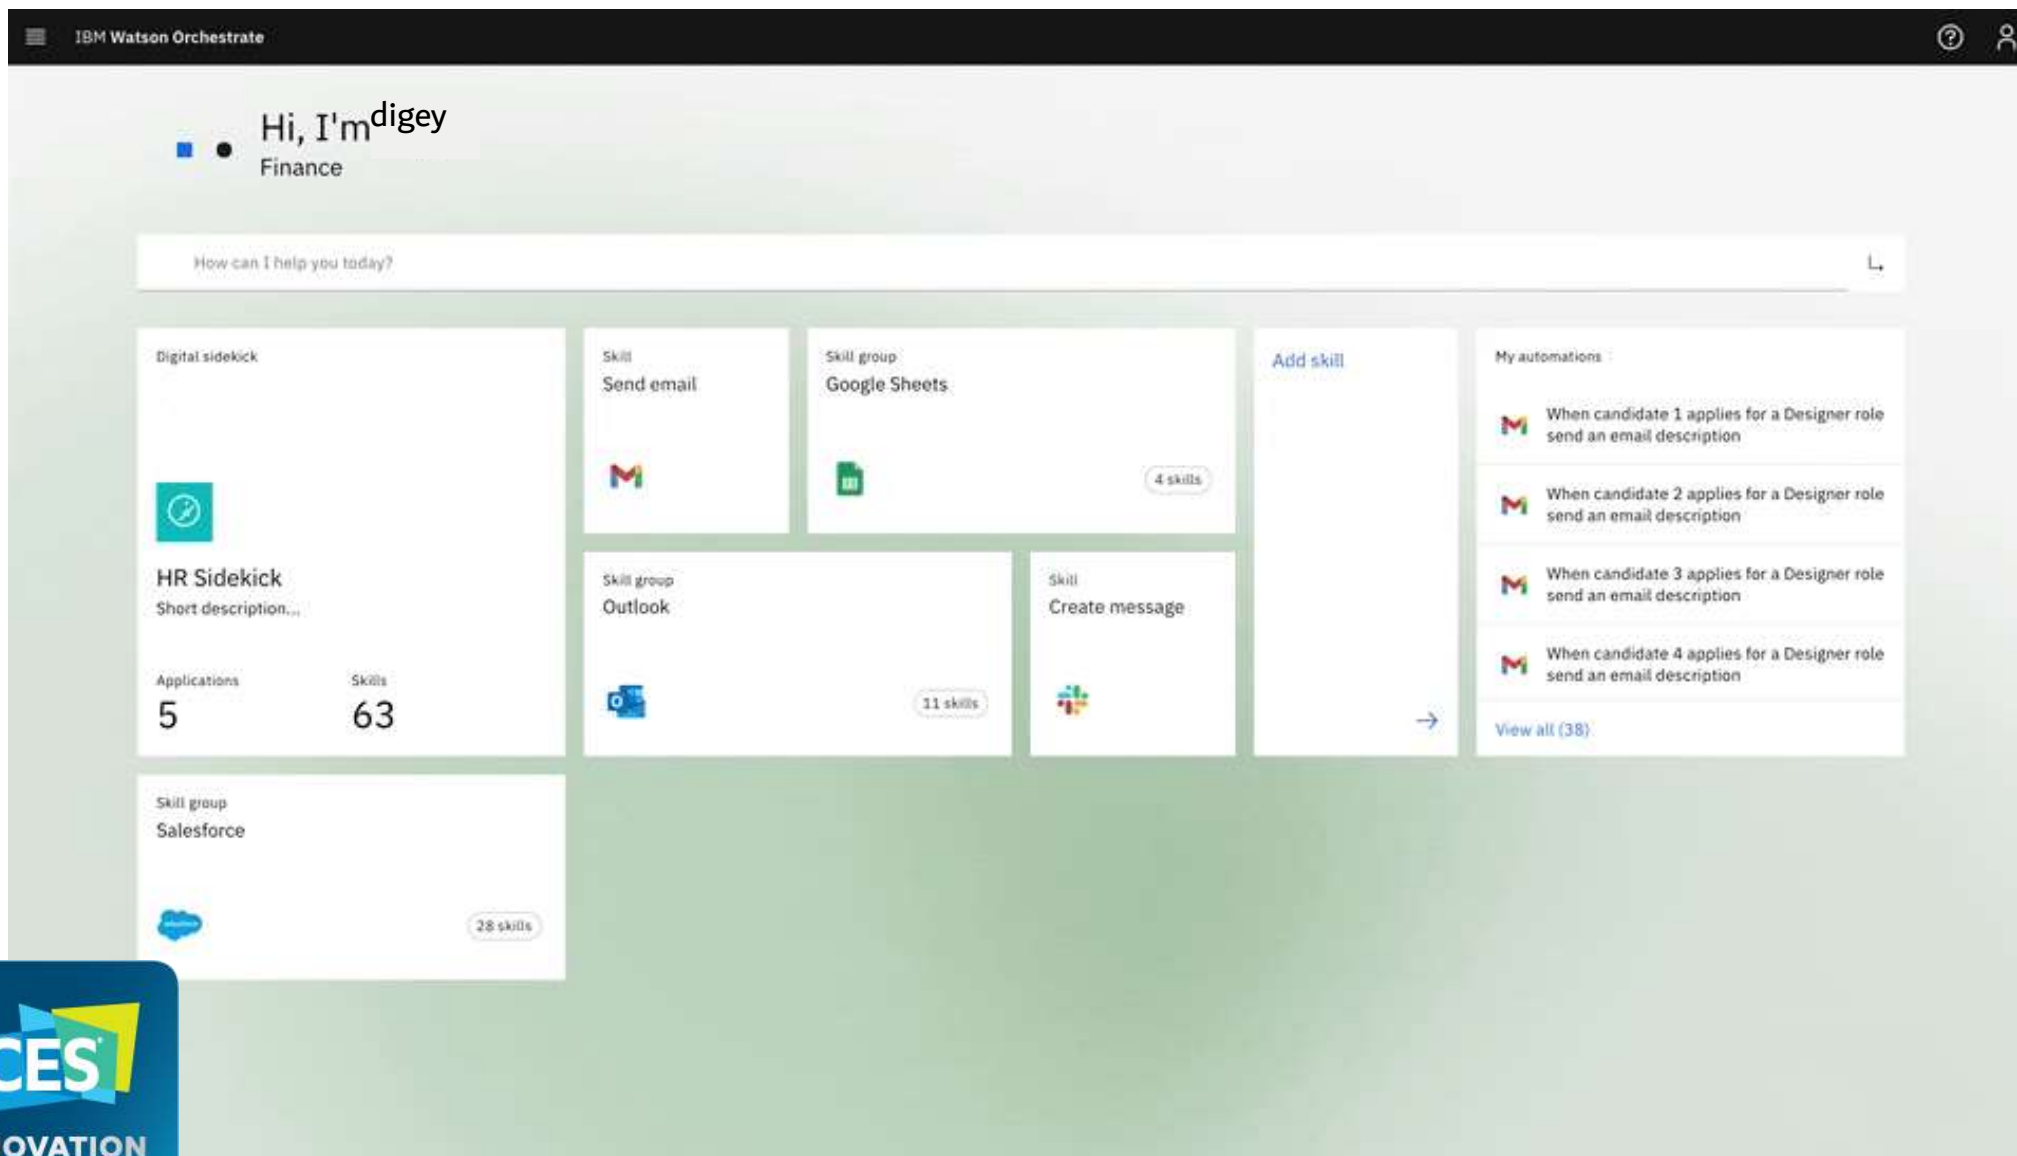 IBM Watson Orchestrate
Hi, I'm digey
Finance
How can I help you today?
Digital sidekick
HR Sidekick
Short description...
Applications
5
Skills
63
Skill
Send email
Skill group
Google Sheets
4 skills
Skill group
Outlook
11 skills
Skill
Create message
Add skill
My automations
When candidate 1 applies for a Designer role
send an email description
When candidate 2 applies for a Designer role
send an email description
When candidate 3 applies for a Designer role
send an email description
When candidate 4 applies for a Designer role
send an email description
View all (38)
Skill group
Salesforce
28 skills
CES
OVATION